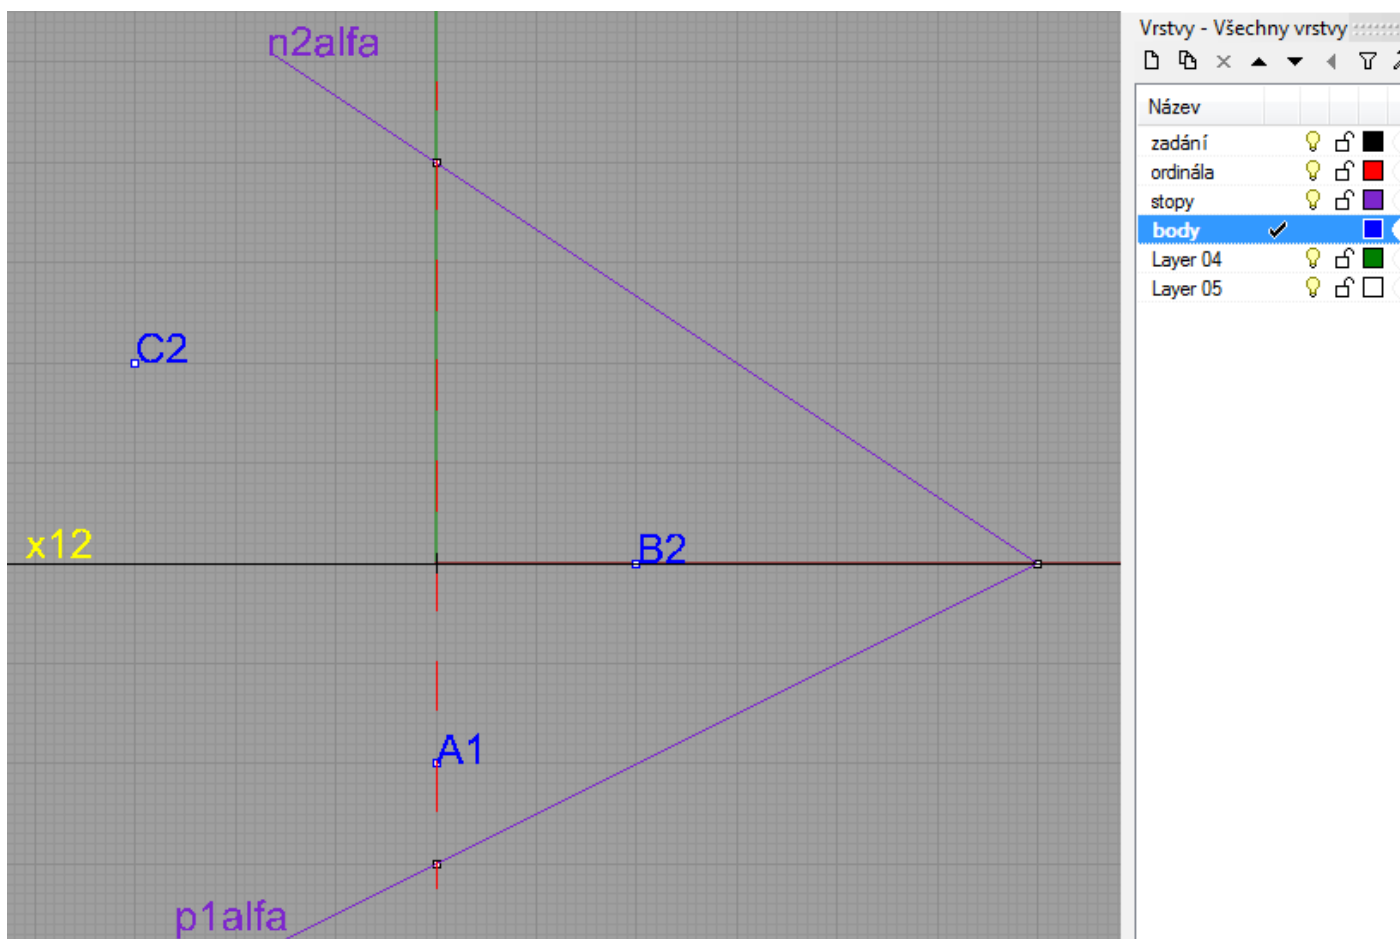 n2alfa
C2
x12
B2
A1
p1alfa
Vrstvy - Všechny vrstvy
Název
zadání
ordinála
stopy
body
Layer 04
Layer 05